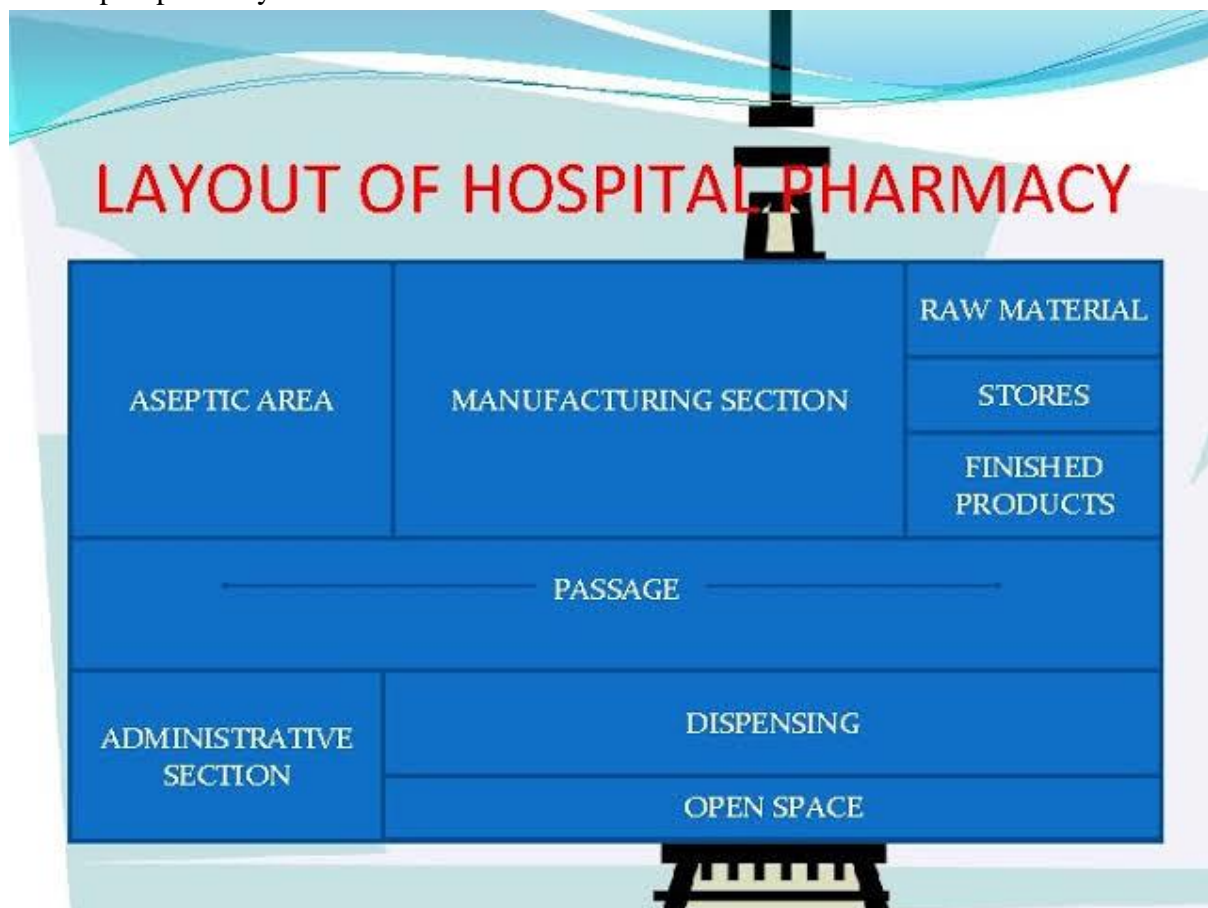 LAYOUT OF HOSPITAL PHARMACY
ASEPTIC AREA
MANUFACTURING SECTION
RAW MATERIAL
STORES
FINISHED
PRODUCTS
PASSAGE
ADMINISTRATIVE
SECTION
DISPENSING
OPEN SPACE